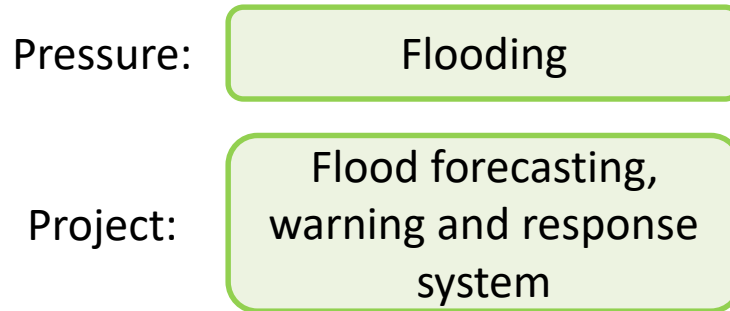 Pressure: Flooding
Project: Flood forecasting,
warning and response
system